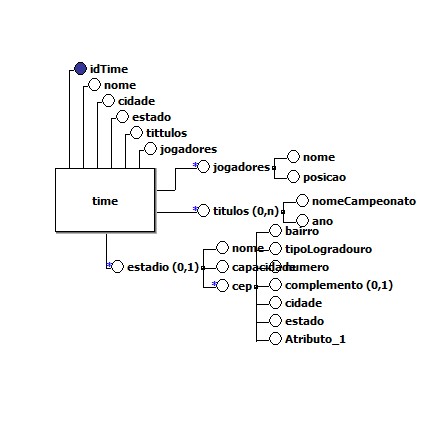 idTime
nome
cidade
estado
tittulos
jogadores
time
* jogadores
nome
posicao
* titulos (0,n)
nomeCampeonato
ano
* estadio (0,1)
nome
capacidade
* cep
bairro
tipoLogradouro
numero
complemento (0,1)
cidade
estado
Atributo_1